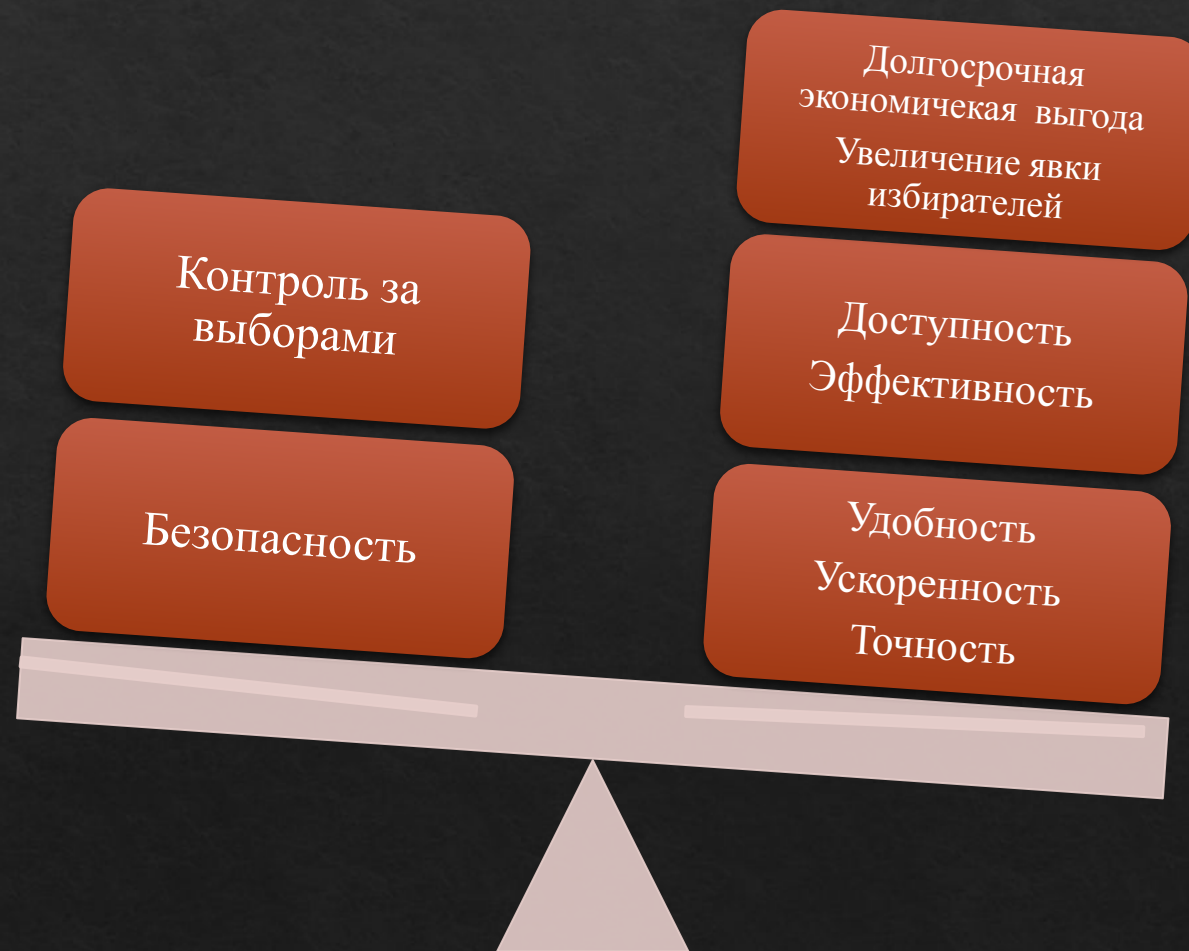 Контроль за
выборами
Безопасность
Долгосрочная
экономичекая выгода
Увеличение явки
избирателей
Доступность
Эффективность
Удобность
Ускоренность
Точность